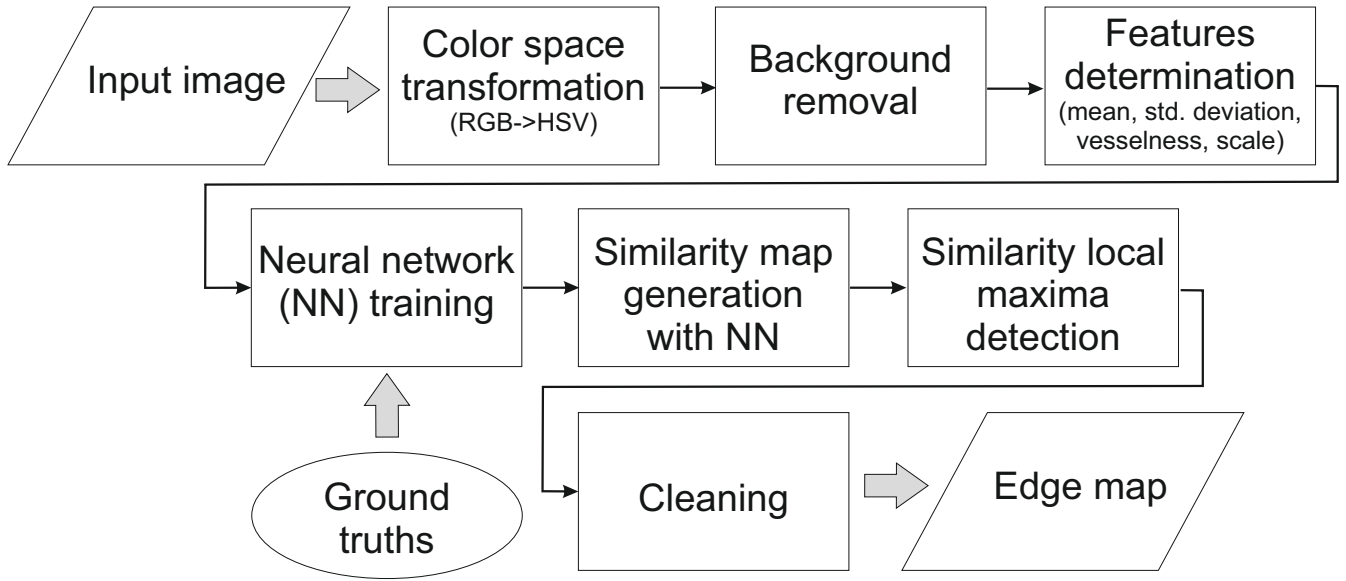 Input image
Color space
transformation
(RGB->HSV)
Background
removal
Features
determination
(mean, std. deviation,
vesselness, scale)
Neural network
(NN) training
Similarity map
generation
with NN
Similarity local
maxima
detection
Ground
truths
Cleaning
Edge map